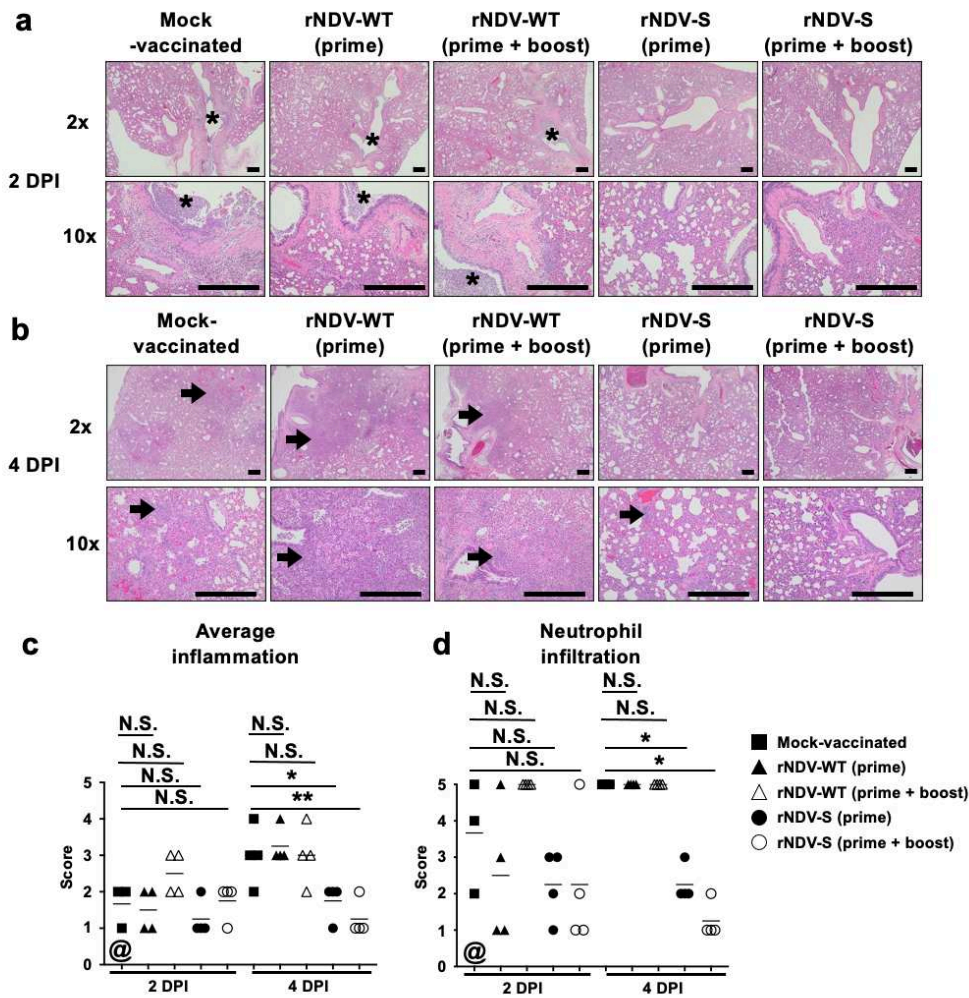 a
Mock
-vaccinated
rNDV-WT
(prime)
rNDV-WT
(prime + boost)
rNDV-S
(prime)
rNDV-S
(prime + boost)
2x
*
*
*
2 DPI
10x
*
*
*
b
Mock-
vaccinated
rNDV-WT
(prime)
rNDV-WT
(prime + boost)
rNDV-S
(prime)
rNDV-S
(prime + boost)
2x
4 DPI
10x
c
Average
inflammation
N.S.
N.S.
N.S.
N.S.
N.S.
N.S.
*
**
Score
5
4
3
2
1
0
@
2 DPI
4 DPI
d
Neutrophil
infiltration
N.S.
N.S.
N.S.
N.S.
N.S.
N.S.
*
*
Score
5
4
3
2
1
0
@
2 DPI
4 DPI
Mock-vaccinated
rNDV-WT (prime)
rNDV-WT (prime + boost)
rNDV-S (prime)
rNDV-S (prime + boost)